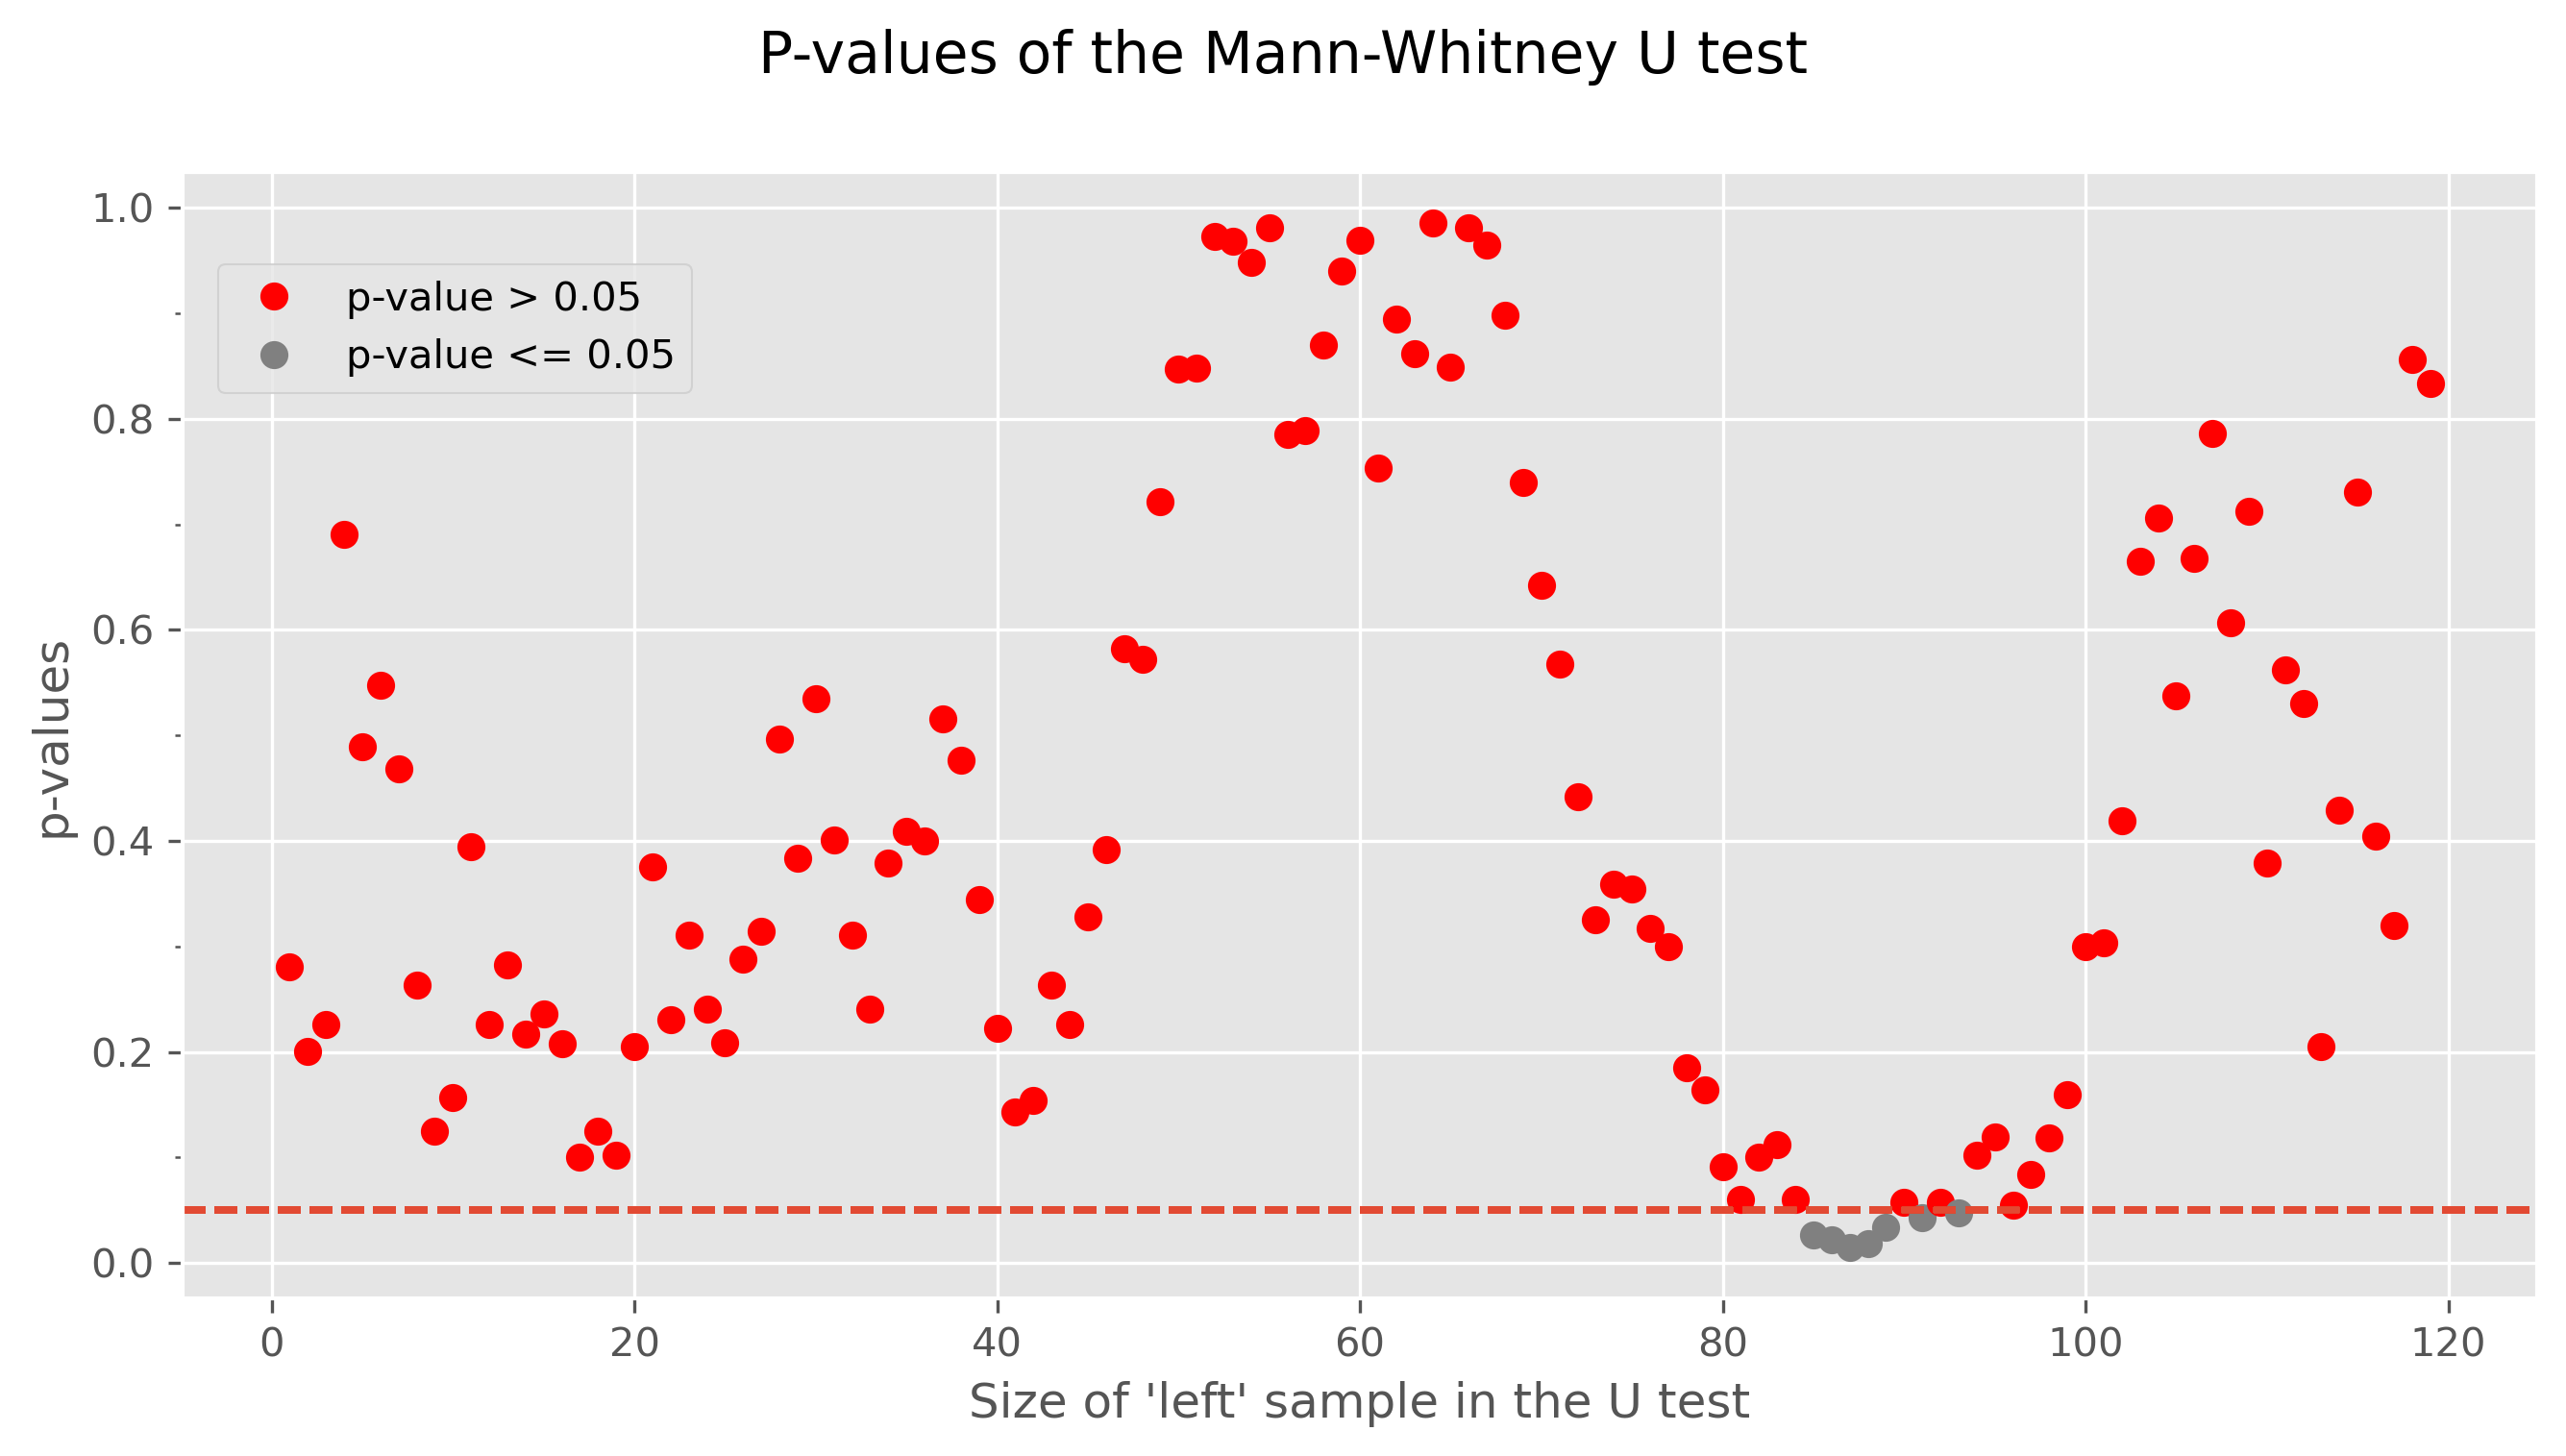 P-values of the Mann-Whitney U test
1.0
p-value > 0.05
p-value <= 0.05
0.8
0.6
p-values
0.4
0.2
0.0
0 20 40 60 80 100 120
Size of 'left' sample in the U test